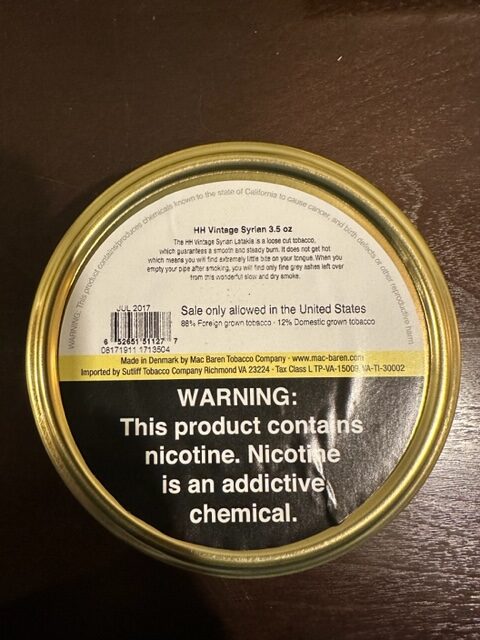 WARNING: This product contains/produces chemicals known to the state of California to cause cancer, and birth defects or other reproductive harm
HH Vintage Syrian 3.5 oz
The HH Vintage Syrian Latakia is a loose cut tobacco,
which guarantees a smooth and steady burn. It does not get hot
which means you will find extremely little bite on your tongue. When you
empty your pipe after smoking, you will find only fine grey ashes left over
from this wonderful slow and dry smoke.
JUL 2017
Sale only allowed in the United States
88% Foreign grown tobacco · 12% Domestic grown tobacco
6 52651 51127 7
08171911 1713504
Made in Denmark by Mac Baren Tobacco Company · www.mac-baren.com
Imported by Sutliff Tobacco Company Richmond VA 23224 · Tax Class L TP-VA-15009, VA-TI-30002
WARNING:
This product contains
nicotine. Nicotine
is an addictive
chemical.